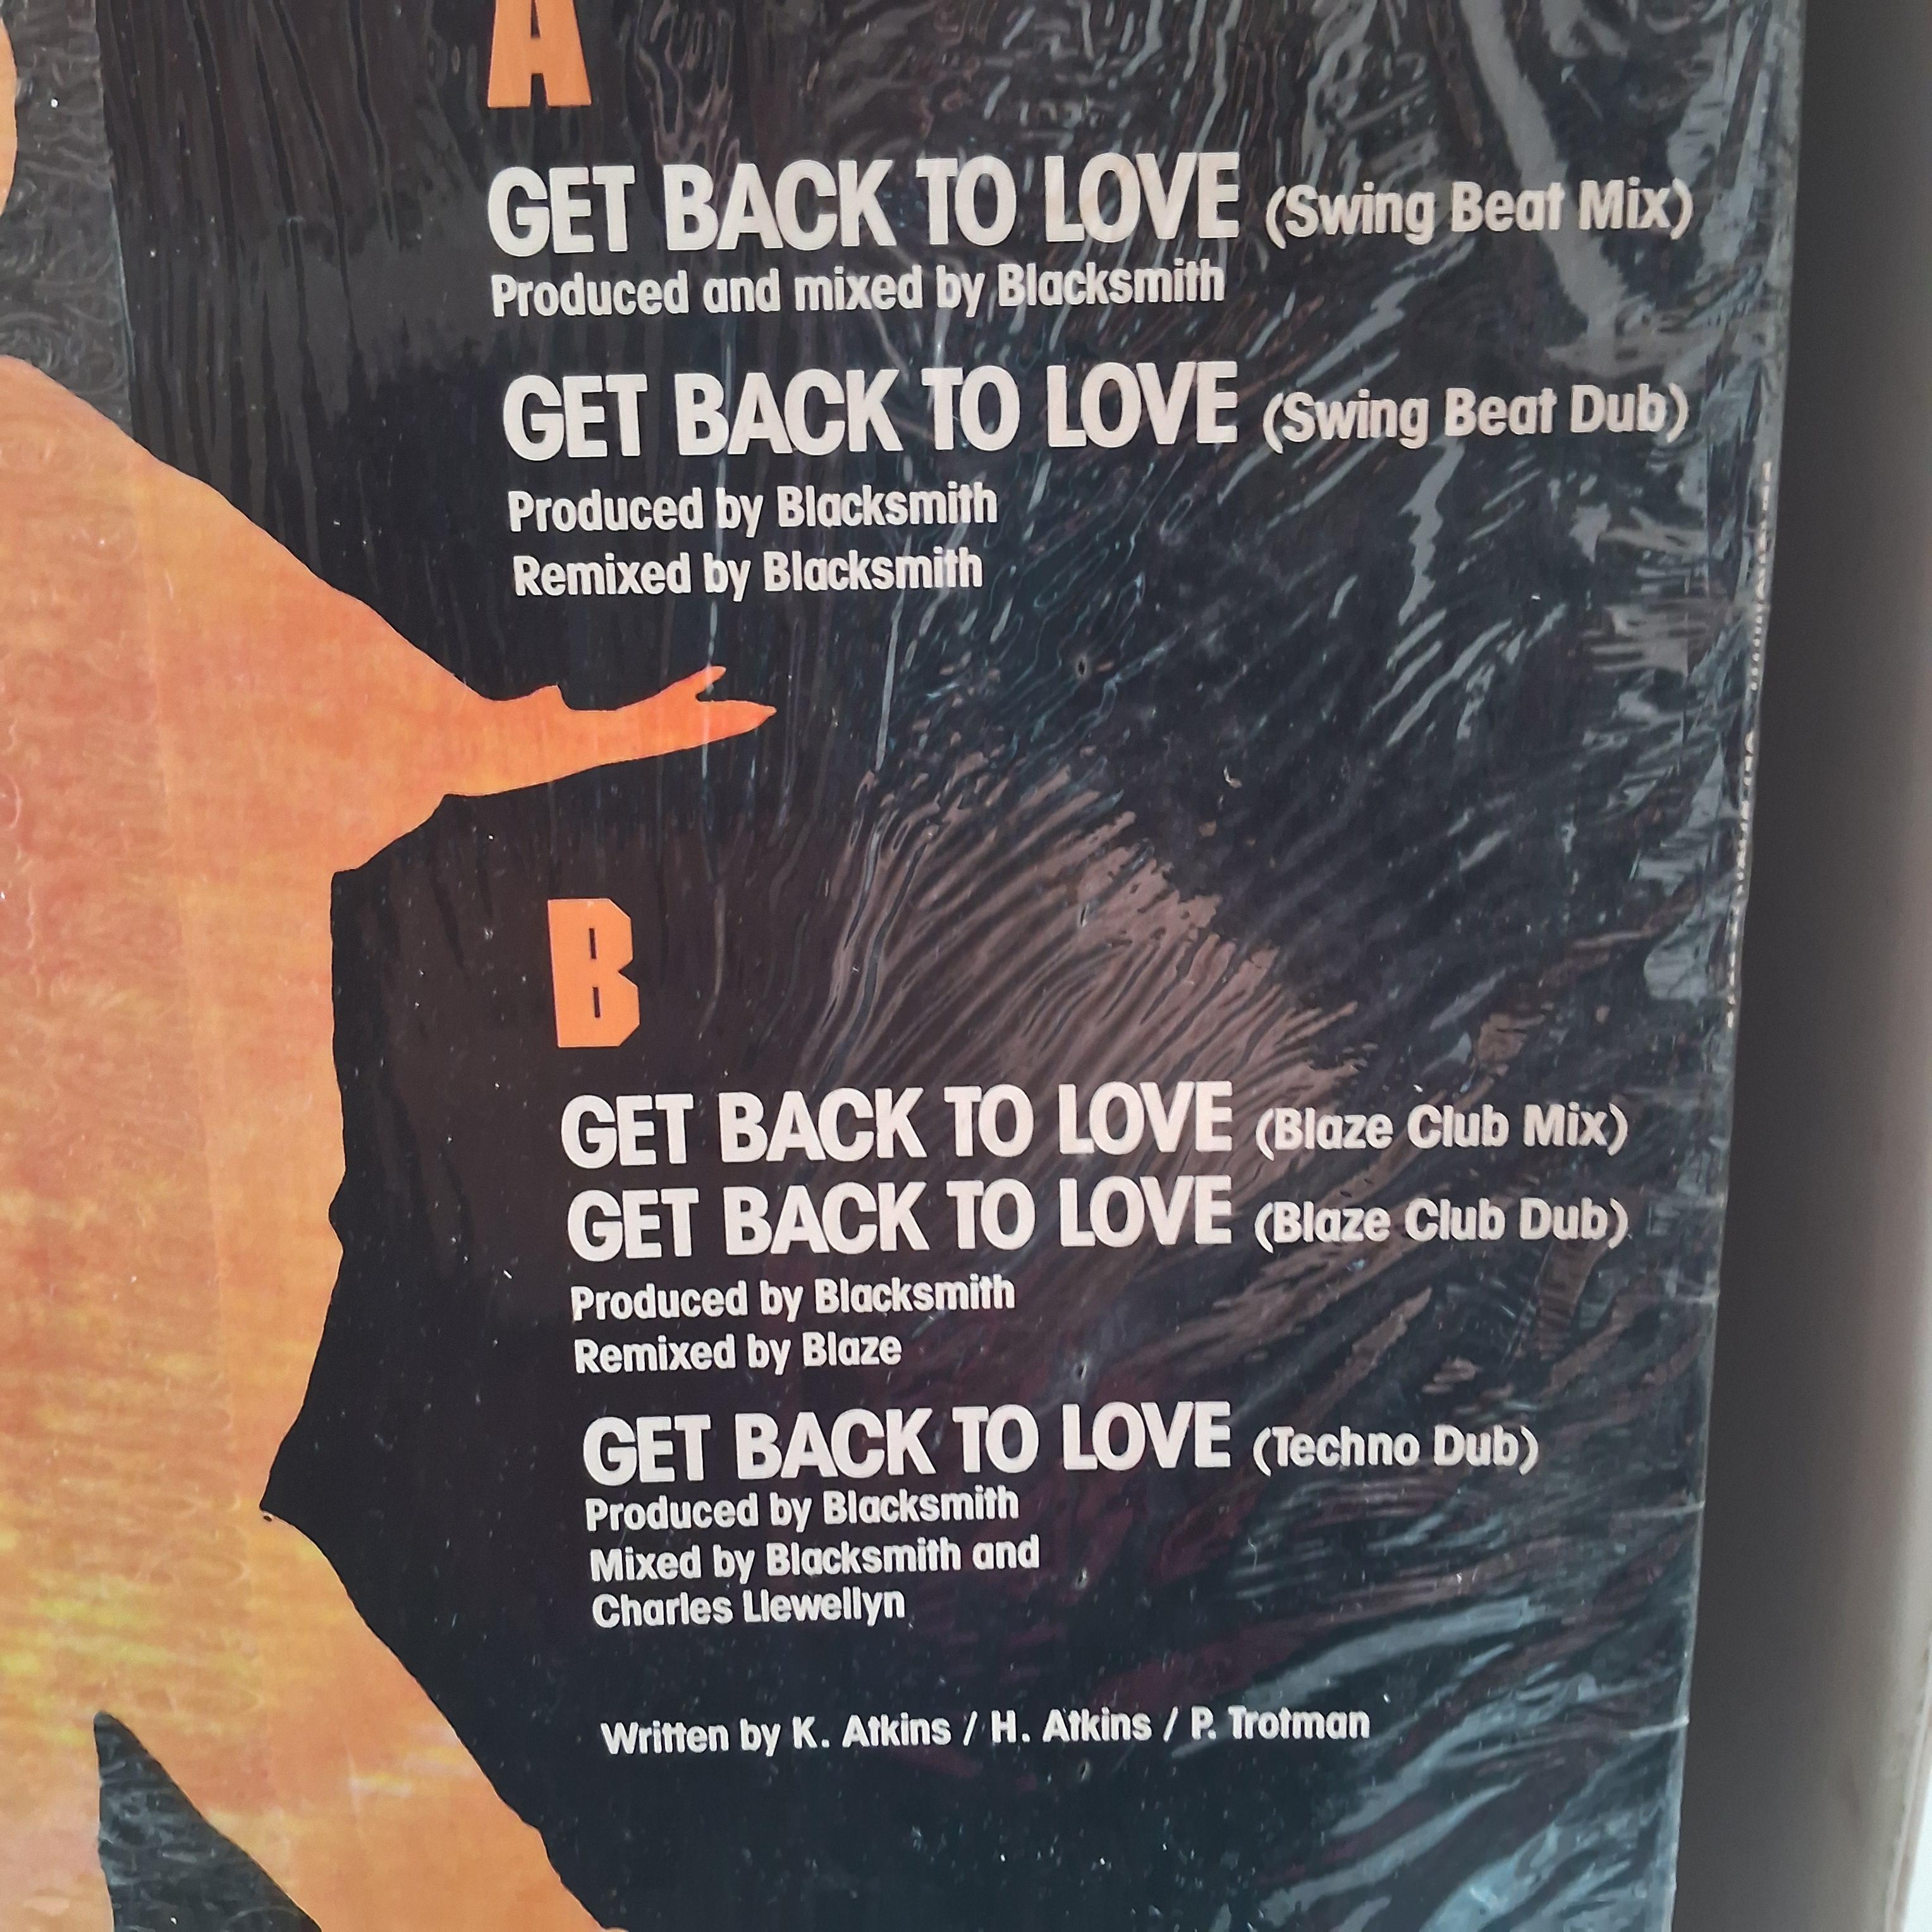 A
GET BACK TO LOVE (Swing Beat Mix)
Produced and mixed by Blacksmith
GET BACK TO LOVE (Swing Beat Dub)
Produced by Blacksmith
Remixed by Blacksmith
B
GET BACK TO LOVE (Blaze Club Mix)
GET BACK TO LOVE (Blaze Club Dub)
Produced by Blacksmith
Remixed by Blaze
GET BACK TO LOVE (Techno Dub)
Produced by Blacksmith
Mixed by Blacksmith and
Charles Llewellyn
Written by K. Atkins / H. Atkins / P. Trotman